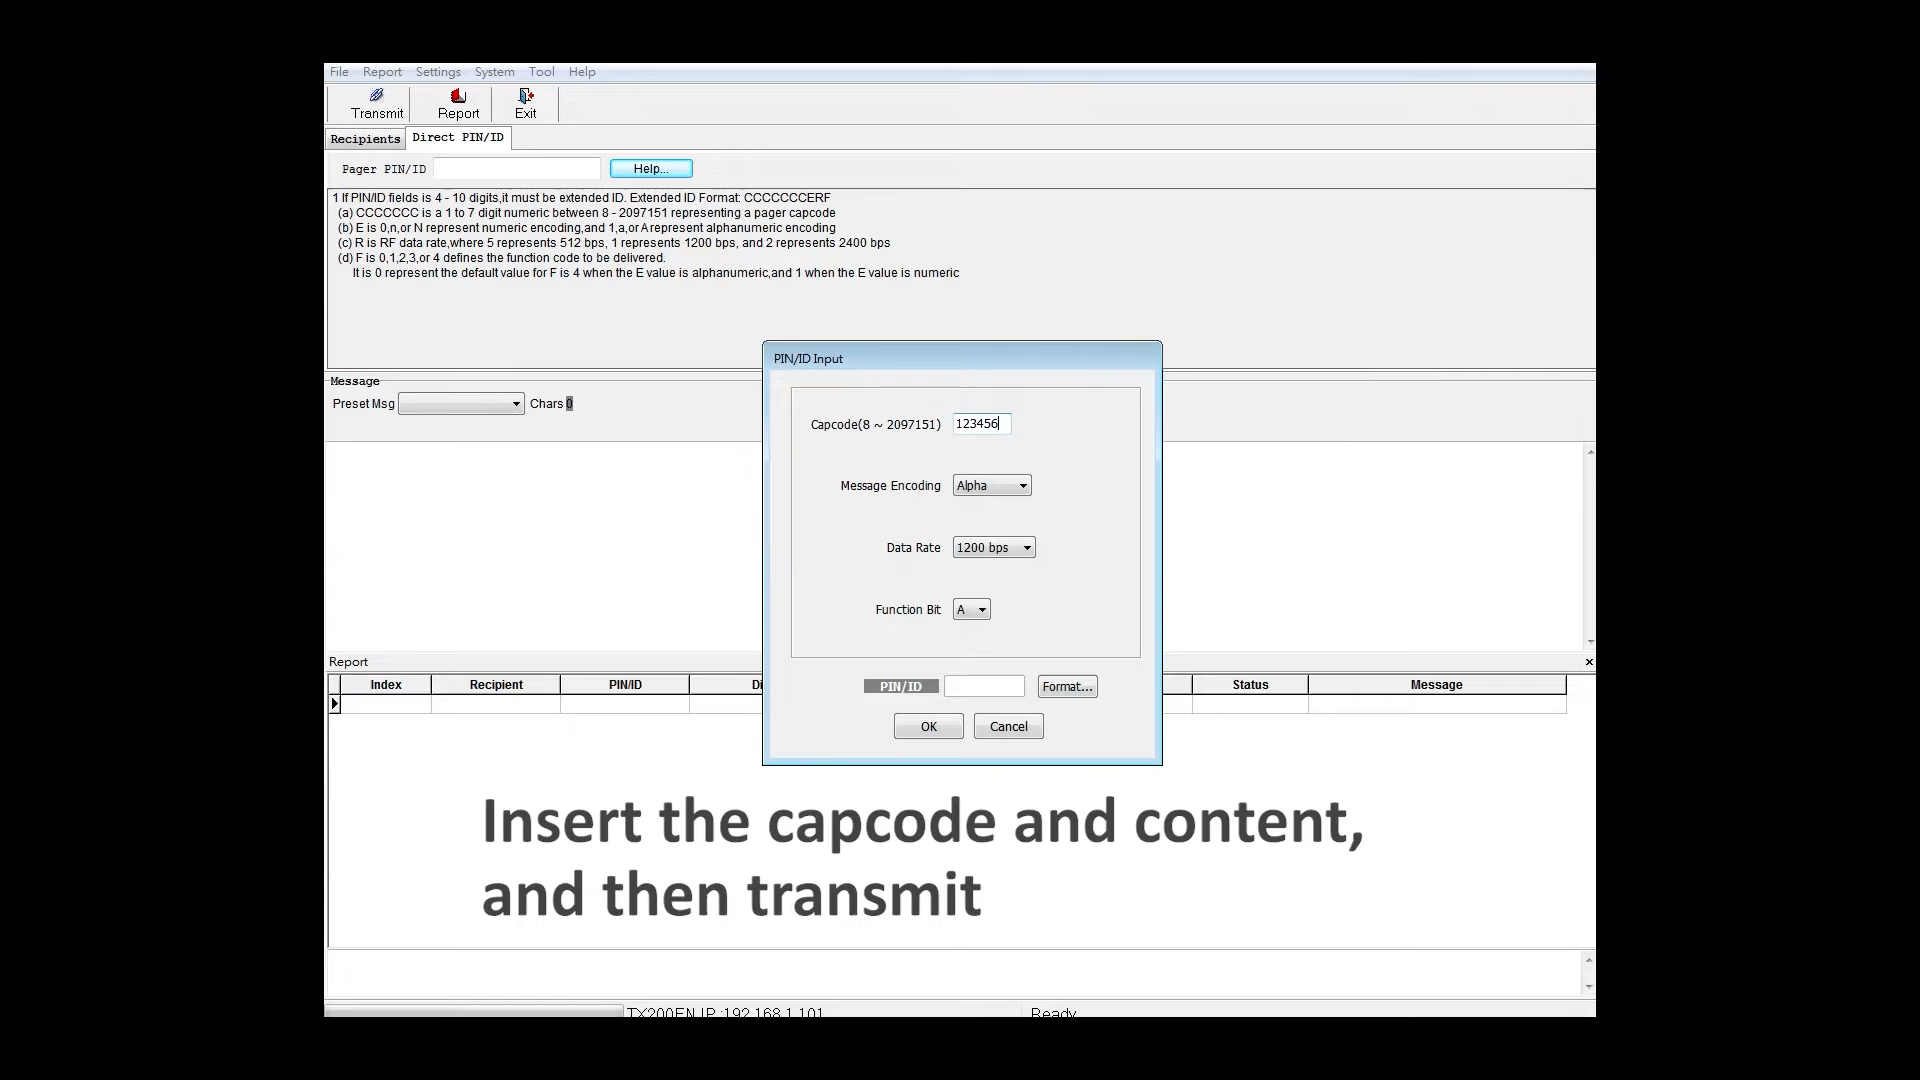 File Report Settings System Tool Help
Transmit Report Exit
Recipients Direct PIN/ID
Pager PIN/ID Help...
1 If PIN/ID fields is 4 - 10 digits,it must be extended ID. Extended ID Format: CCCCCCCERF
(a) CCCCCCC is a 1 to 7 digit numeric between 8 - 2097151 representing a pager capcode
(b) E is 0,n,or N represent numeric encoding,and 1,a,or A represent alphanumeric encoding
(c) R is RF data rate,where 5 represents 512 bps, 1 represents 1200 bps, and 2 represents 2400 bps
(d) F is 0,1,2,3,or 4 defines the function code to be delivered.
It is 0 represent the default value for F is 4 when the E value is alphanumeric,and 1 when the E value is numeric
Message
Preset Msg Chars 0
PIN/ID Input
Capcode(8 ~ 2097151) 123456
Message Encoding Alpha
Data Rate 1200 bps
Function Bit A
PIN/ID Format...
OK Cancel
Report
Index Recipient PIN/ID Di Status Message
Insert the capcode and content,
and then transmit
TX200EN IP :192.168.1.101 Ready